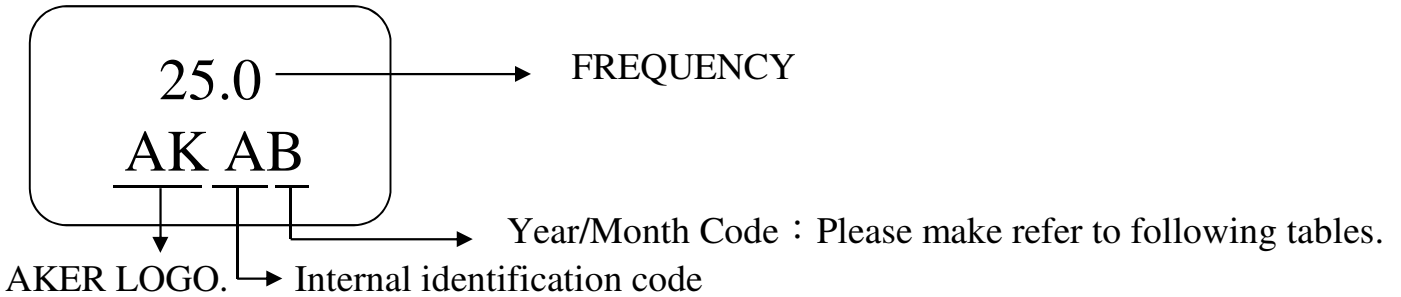 25.0 FREQUENCY
AK AB
Year/Month Code：Please make refer to following tables.
AKER LOGO. Internal identification code